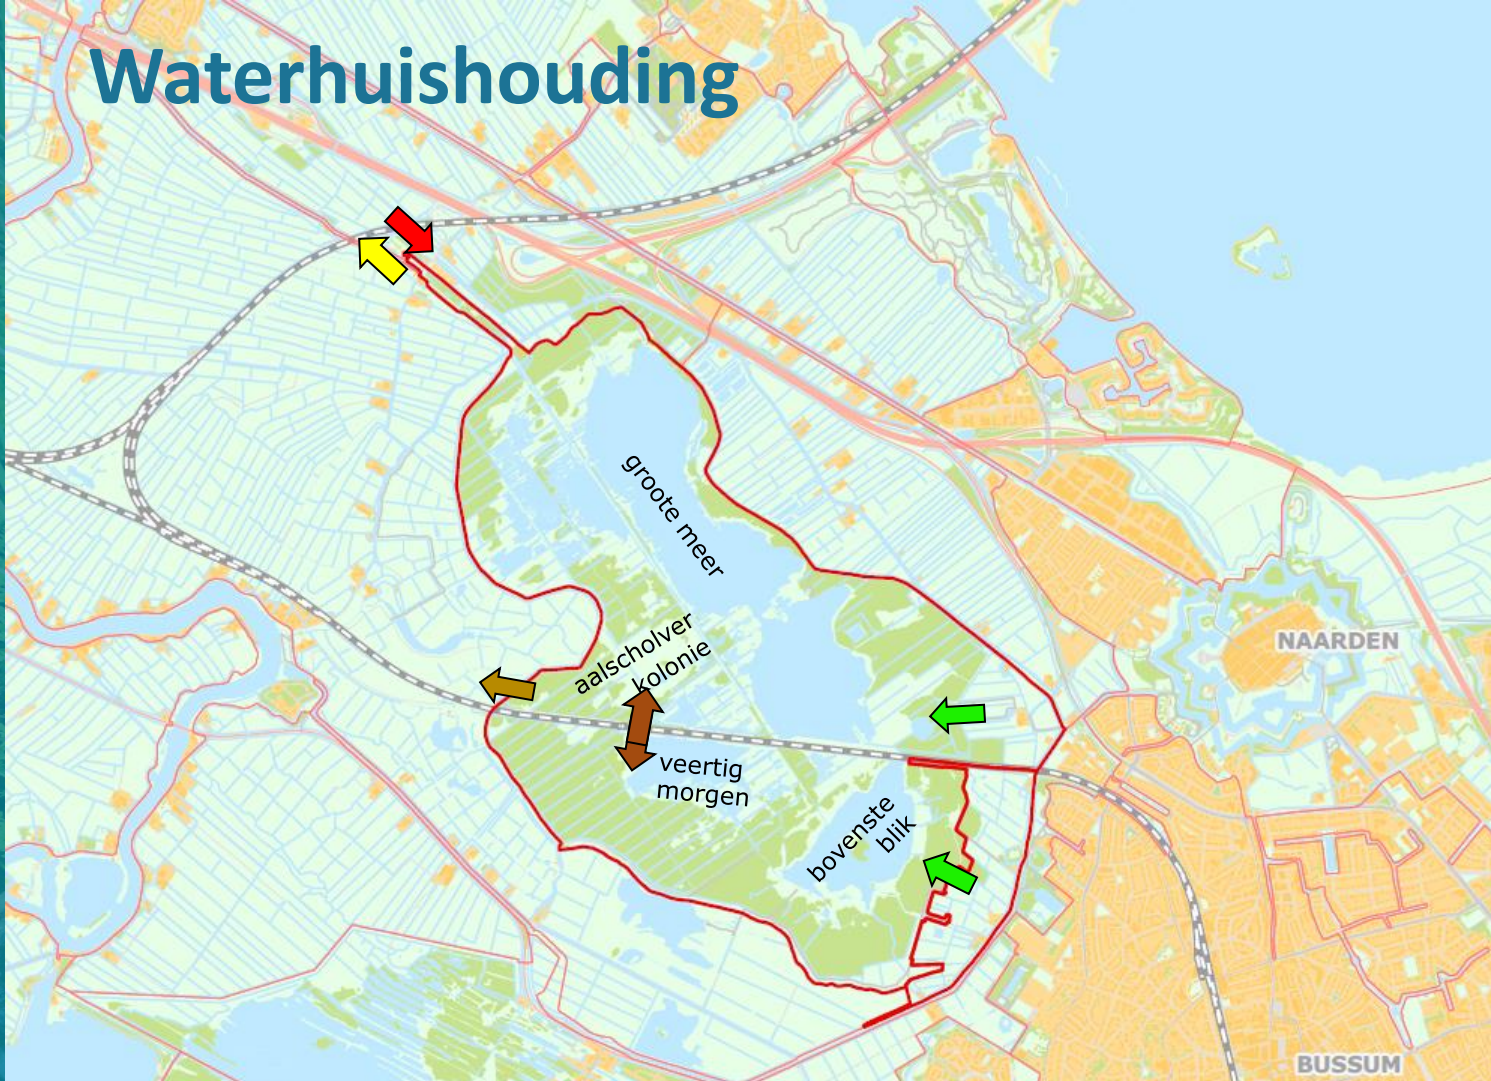 Waterhuishouding
groote meer
aalscholver
kolonie
NAARDEN
veertig
morgen
bovenste
blik
BUSSUM